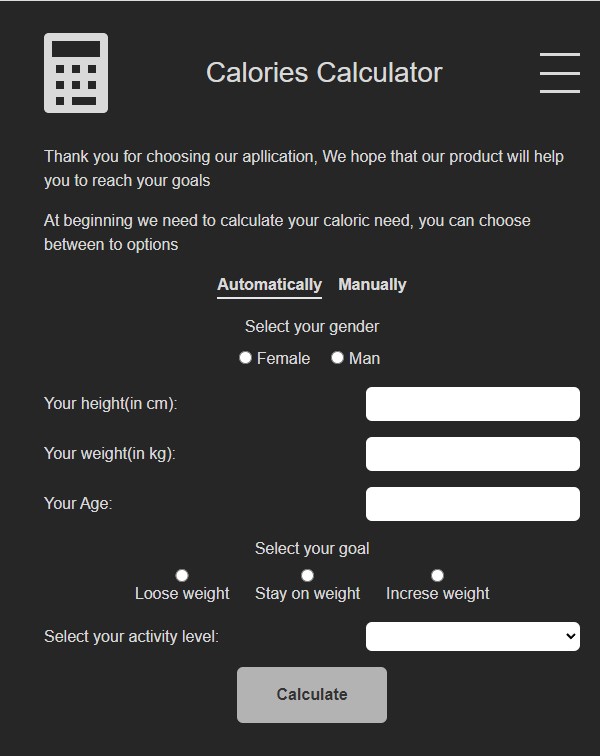 Calories Calculator
Thank you for choosing our apllication, We hope that our product will help
you to reach your goals
At beginning we need to calculate your caloric need, you can choose
between to options
Automatically Manually
Select your gender
Female Man
Your height(in cm):
Your weight(in kg):
Your Age:
Select your goal
Loose weight Stay on weight Increse weight
Select your activity level:
Calculate